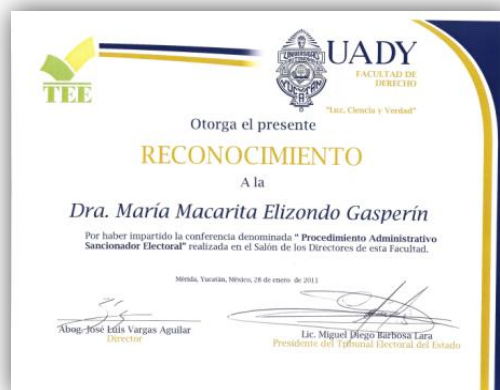 TEE
UADY
FACULTAD DE
DERECHO
"Luz, Ciencia y Verdad"
Otorga el presente
RECONOCIMIENTO
A la
Dra. María Macarita Elizondo Gasperín
Por haber impartido la conferencia denominada " Procedimiento Administrativo
Sancionador Electoral" realizada en el Salón de los Directores de esta Facultad.
Mérida, Yucatán, México, 28 de enero de 2011
Abog. José Luis Vargas Aguilar
Director
Lic. Miguel Diego Barbosa Lara
Presidente del Tribunal Electoral del Estado